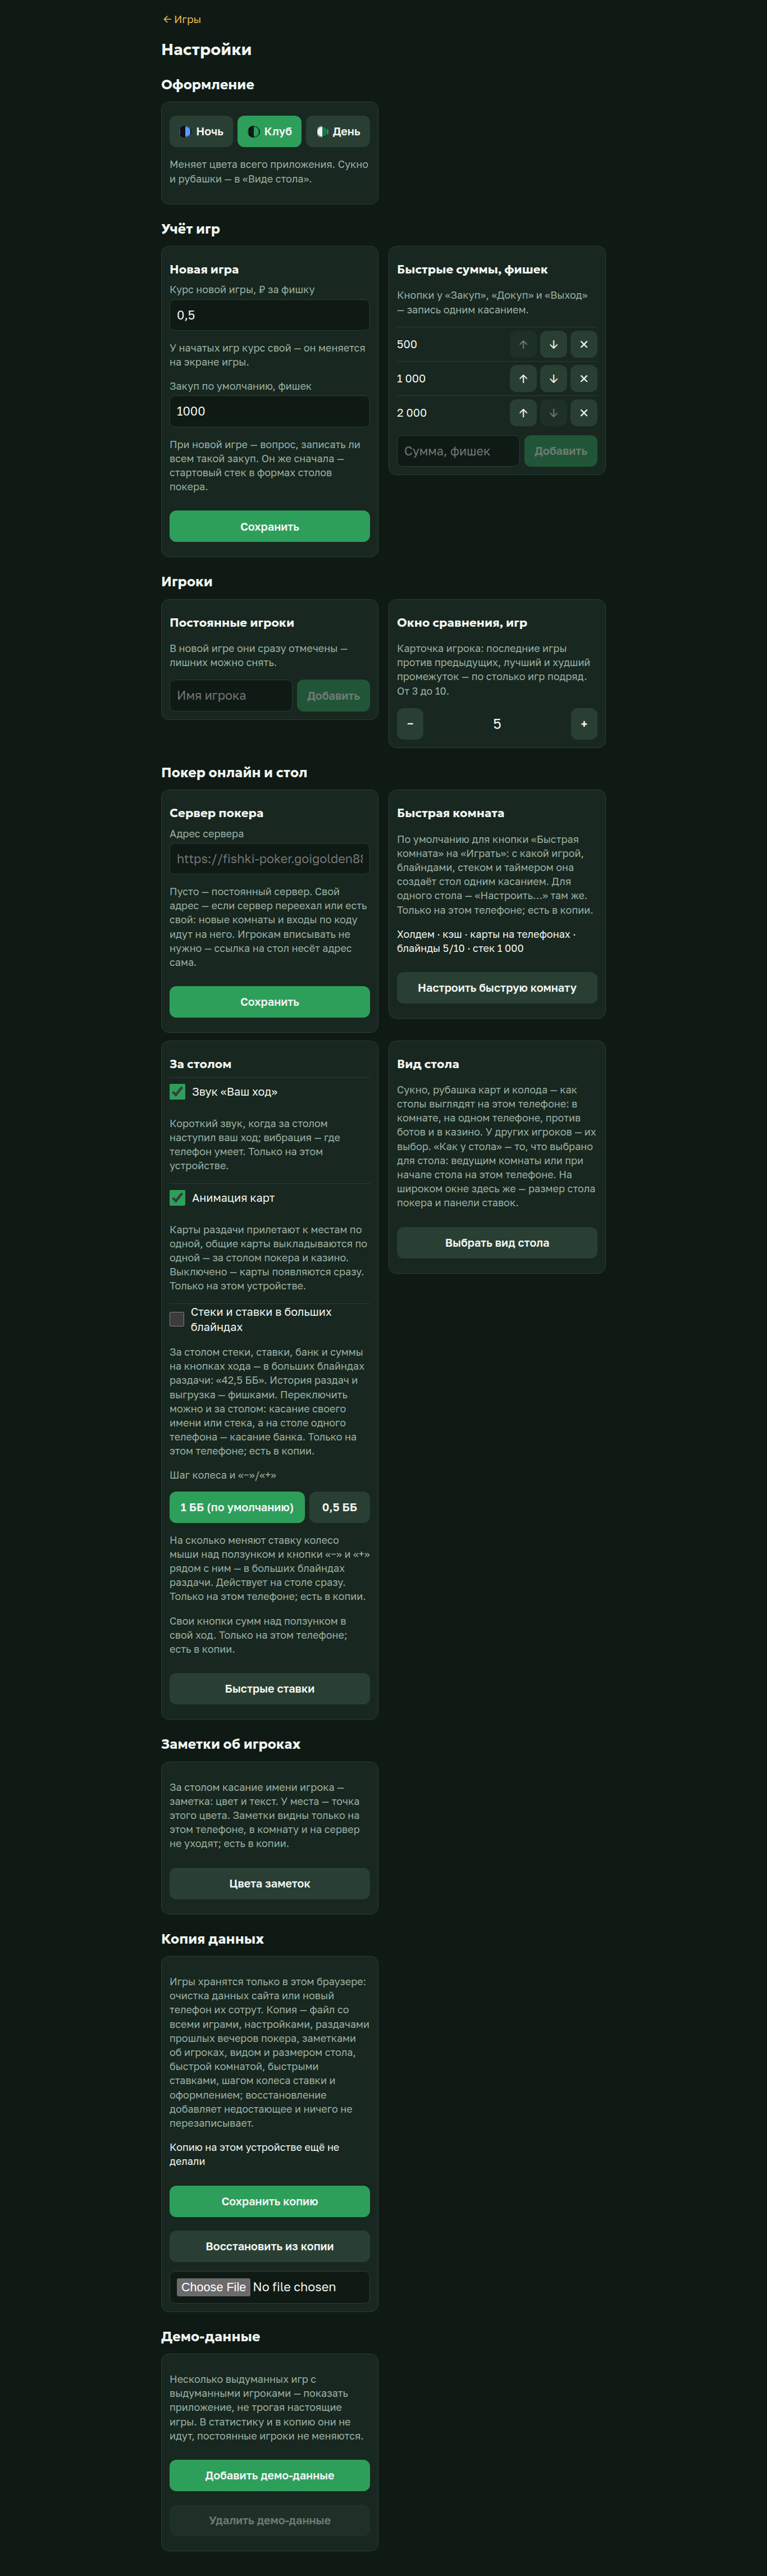 ← Игры
Настройки
Оформление
Ночь
Клуб
День
Меняет цвета всего приложения. Сукно
и рубашки — в «Виде стола».
Учёт игр
Новая игра
Курс новой игры, ₽ за фишку
0,5
У начатых игр курс свой — он меняется
на экране игры.
Закуп по умолчанию, фишек
1000
При новой игре — вопрос, записать ли
всем такой закуп. Он же сначала —
стартовый стек в формах столов
покера.
Сохранить
Быстрые суммы, фишек
Кнопки у «Закуп», «Докуп» и «Выход»
— запись одним касанием.
500 ↑ ↓ ×
1 000 ↑ ↓ ×
2 000 ↑ ↓ ×
Сумма, фишек
Добавить
Игроки
Постоянные игроки
В новой игре они сразу отмечены —
лишних можно снять.
Имя игрока
Добавить
Окно сравнения, игр
Карточка игрока: последние игры
против предыдущих, лучший и худший
промежуток — по столько игр подряд.
От 3 до 10.
− 5 +
Покер онлайн и стол
Сервер покера
Адрес сервера
https://fishki-poker.goigolden8
Пусто — постоянный сервер. Свой
адрес — если сервер переехал или есть
свой: новые комнаты и входы по коду
идут на него. Игрокам вписывать не
нужно — ссылка на стол несёт адрес
сама.
Сохранить
Быстрая комната
По умолчанию для кнопки «Быстрая
комната» на «Играть»: с какой игрой,
блайндами, стеком и таймером она
создаёт стол одним касанием. Для
одного стола — «Настроить…» там же.
Только на этом телефоне; есть в копии.
Холдем · кэш · карты на телефонах ·
блайнды 5/10 · стек 1 000
Настроить быструю комнату
За столом
Звук «Ваш ход»
Короткий звук, когда за столом
наступил ваш ход; вибрация — где
телефон умеет. Только на этом
устройстве.
Анимация карт
Карты раздачи прилетают к местам по
одной, общие карты выкладываются по
одной — за столом покера и казино.
Выключено — карты появляются сразу.
Только на этом устройстве.
Стеки и ставки в больших
блайндах
За столом стеки, ставки, банк и суммы
на кнопках хода — в больших блайндах
раздачи: «42,5 ББ». История раздач и
выгрузка — фишками. Переключить
можно и за столом: касание своего
имени или стека, а на столе одного
телефона — касание банка. Только на
этом телефоне; есть в копии.
Шаг колеса и «−»/«+»
1 ББ (по умолчанию)
0,5 ББ
На сколько меняют ставку колесо
мыши над ползунком и кнопки «−» и «+»
рядом с ним — в больших блайндах
раздачи. Действует на столе сразу.
Только на этом телефоне; есть в копии.
Свои кнопки сумм над ползунком в
свой ход. Только на этом телефоне;
есть в копии.
Быстрые ставки
Вид стола
Сукно, рубашка карт и колода — как
столы выглядят на этом телефоне: в
комнате, на одном телефоне, против
ботов и в казино. У других игроков — их
выбор. «Как у стола» — то, что выбрано
для стола: ведущим комнаты или при
начале стола на этом телефоне. На
широком окне здесь же — размер стола
покера и панели ставок.
Выбрать вид стола
Заметки об игроках
За столом касание имени игрока —
заметка: цвет и текст. У места — точка
этого цвета. Заметки видны только на
этом телефоне, в комнату и на сервер
не уходят; есть в копии.
Цвета заметок
Копия данных
Игры хранятся только в этом браузере:
очистка данных сайта или новый
телефон их сотрут. Копия — файл со
всеми играми, настройками, раздачами
прошлых вечеров покера, заметками
об игроках, видом и размером стола,
быстрой комнатой, быстрыми
ставками, шагом колеса ставки и
оформлением; восстановление
добавляет недостающее и ничего не
перезаписывает.
Копию на этом устройстве ещё не
делали
Сохранить копию
Восстановить из копии
Choose File No file chosen
Демо-данные
Несколько выдуманных игр с
выдуманными игроками — показать
приложение, не трогая настоящие
игры. В статистику и в копию они не
идут, постоянные игроки не меняются.
Добавить демо-данные
Удалить демо-данные